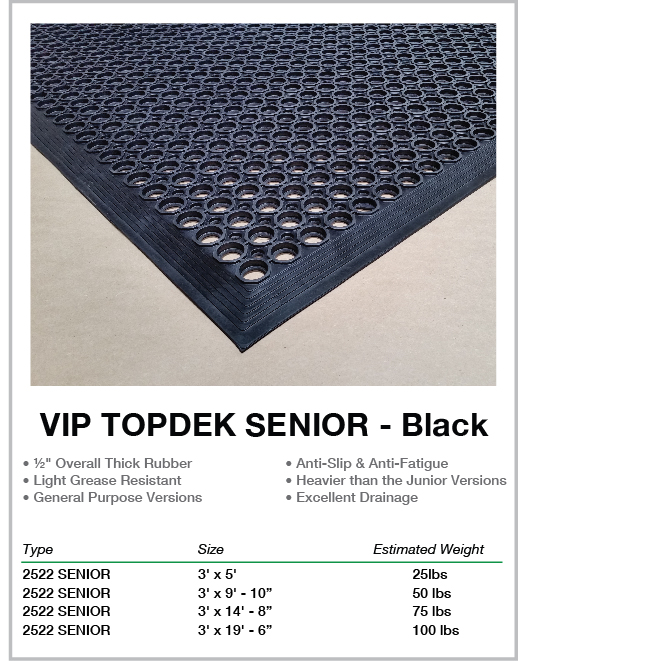 VIP TOPDEK SENIOR - Black
• ½" Overall Thick Rubber
• Light Grease Resistant
• General Purpose Versions
• Anti-Slip & Anti-Fatigue
• Heavier than the Junior Versions
• Excellent Drainage
Type Size Estimated Weight
2522 SENIOR 3' x 5' 25lbs
2522 SENIOR 3' x 9' - 10” 50 lbs
2522 SENIOR 3' x 14' - 8” 75 lbs
2522 SENIOR 3' x 19' - 6” 100 lbs